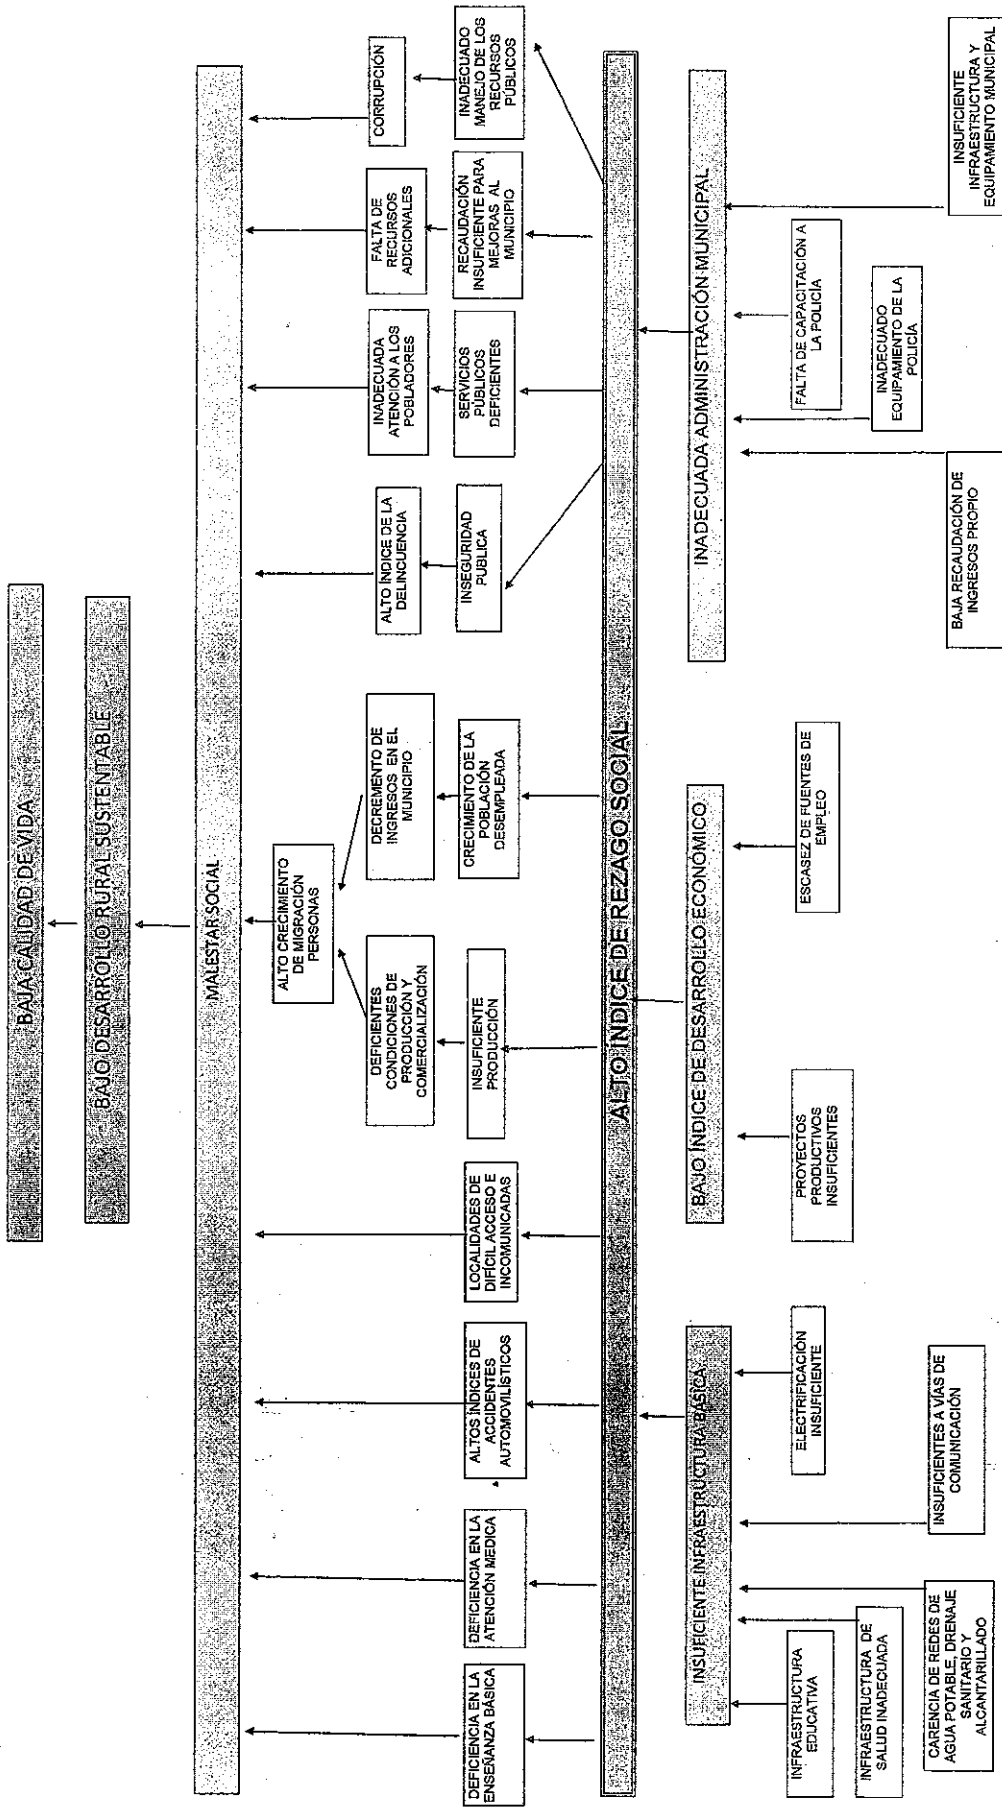 BAJA CALIDAD DE VIDA
BAJO DESARROLLO RURAL SUSTENTABLE
MALESTAR SOCIAL
ALTO CRECIMIENTO
DE MIGRACIÓN
PERSONAS
DEFICIENTES
CONDICIONES DE
PRODUCCIÓN Y
COMERCIALIZACIÓN
DECREMENTO DE
INGRESOS EN EL
MUNICIPIO
ALTO ÍNDICE DE LA
DELINCUENCIA
INADECUADA
ATENCIÓN A LOS
POBLADORES
FALTA DE
RECURSOS
ADICIONALES
CORRUPCIÓN
DEFICIENCIA EN LA
ENSEÑANZA BÁSICA
DEFICIENCIA EN LA
ATENCIÓN MEDICA
ALTOS ÍNDICES DE
ACCIDENTES
AUTOMOVILÍSTICOS
LOCALIDADES DE
DIFÍCIL ACCESO E
INCOMUNICADAS
INSUFICIENTE
PRODUCCIÓN
CRECIMIENTO DE LA
POBLACIÓN
DESEMPLEADA
INSEGURIDAD
PUBLICA
SERVICIOS
PÚBLICOS
DEFICIENTES
RECAUDACIÓN
INSUFICIENTE PARA
MEJORAS AL
MUNICIPIO
INADECUADO
MANEJO DE LOS
RECURSOS
PÚBLICOS
ALTO ÍNDICE DE REZAGO SOCIAL
INSUFICIENTE INFRAESTRUCTURA BÁSICA
BAJO ÍNDICE DE DESARROLLO ECONÓMICO
INADECUADA ADMINISTRACIÓN MUNICIPAL
INFRAESTRUCTURA
EDUCATIVA
ELECTRIFICACIÓN
INSUFICIENTE
PROYECTOS
PRODUCTIVOS
INSUFICIENTES
ESCASEZ DE FUENTES DE
EMPLEO
FALTA DE CAPACITACIÓN A
LA POLICÍA
INFRAESTRUCTURA DE
SALUD INADECUADA
INADECUADO
EQUIPAMIENTO DE LA
POLICÍA
CARENCIA DE REDES DE
AGUA POTABLE, DRENAJE
SANITARIO Y
ALCANTARILLADO
INSUFICIENTES A VÍAS DE
COMUNICACIÓN
BAJA RECAUDACIÓN DE
INGRESOS PROPIO
INSUFICIENTE
INFRAESTRUCTURA Y
EQUIPAMIENTO MUNICIPAL